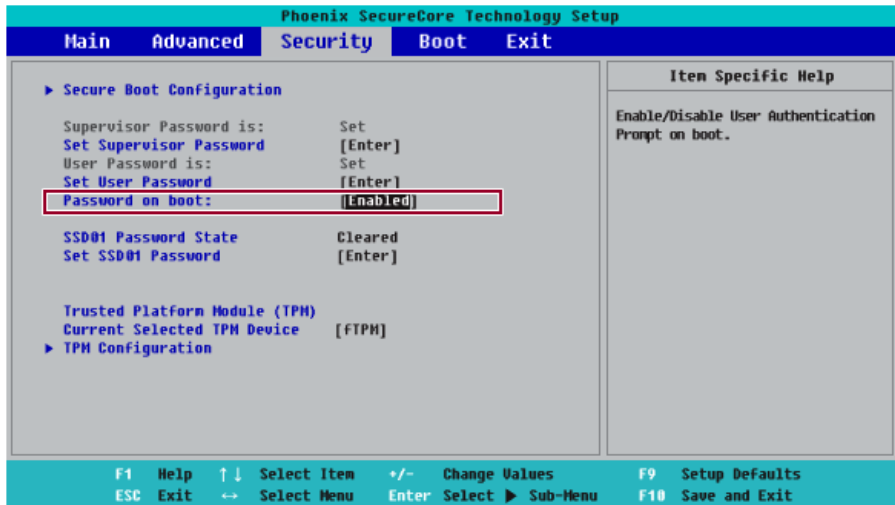 Phoenix SecureCore Technology Setup
Main Advanced Security Boot Exit
▶ Secure Boot Configuration
Supervisor Password is: Set
Set Supervisor Password [Enter]
User Password is: Set
Set User Password [Enter]
Password on boot: [Enabled]
SSD01 Password State Cleared
Set SSD01 Password [Enter]
Trusted Platform Module (TPM)
Current Selected TPM Device [fTPM]
▶ TPM Configuration
Item Specific Help
Enable/Disable User Authentication
Prompt on boot.
F1 Help ↑↓ Select Item +/- Change Values F9 Setup Defaults
ESC Exit ↔ Select Menu Enter Select ▶ Sub-Menu F10 Save and Exit